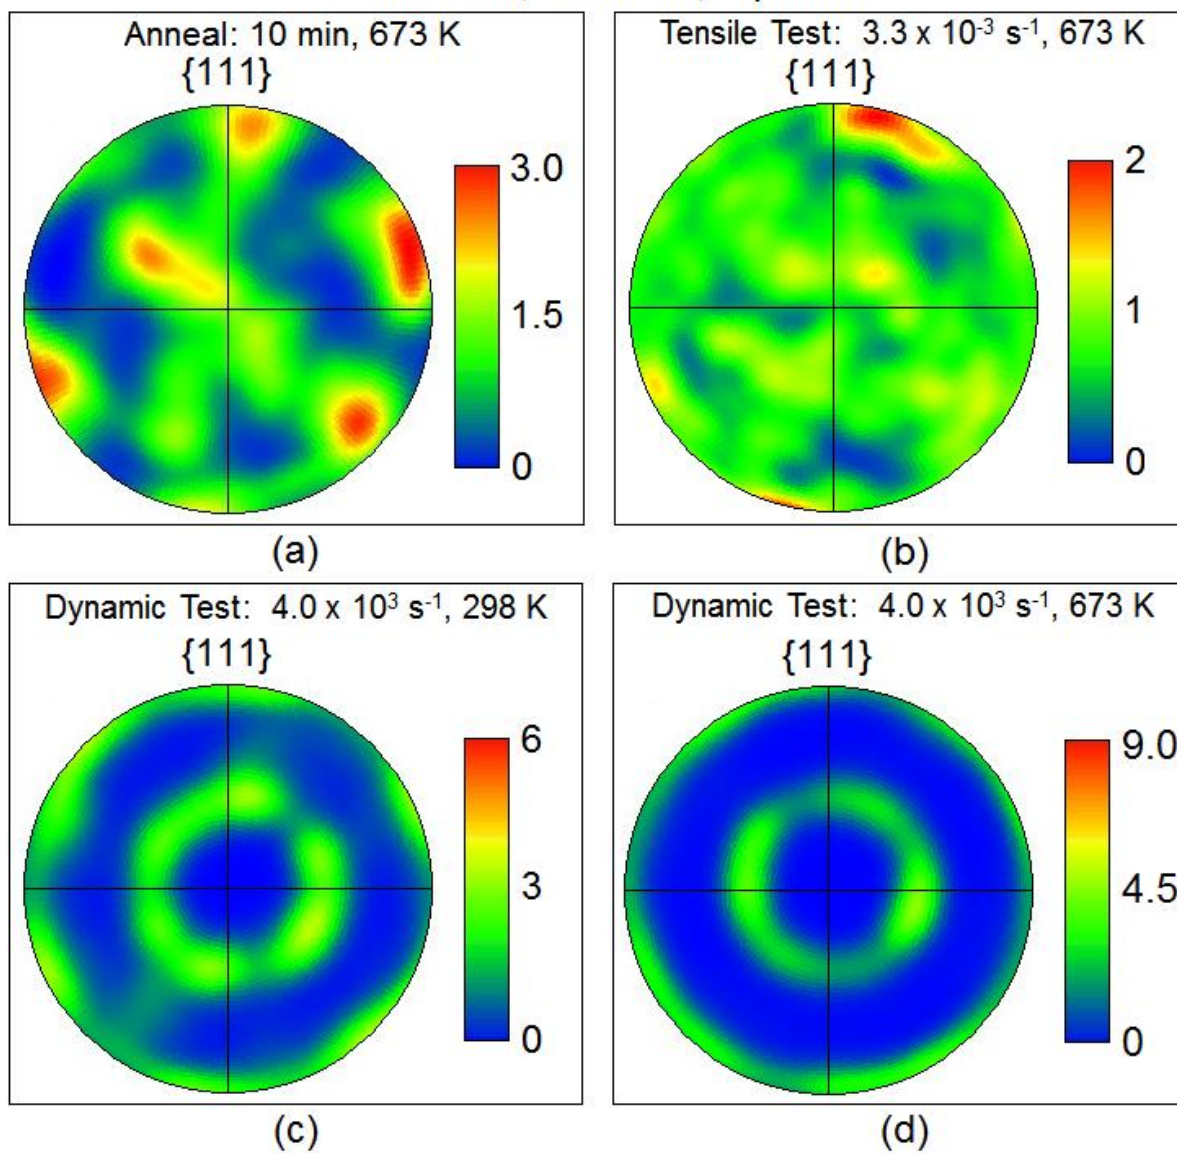 Anneal: 10 min, 673 K
{111}
3.0
1.5
0
(a)
Tensile Test: 3.3 x 10-3 s-1, 673 K
{111}
2
1
0
(b)
Dynamic Test: 4.0 x 103 s-1, 298 K
{111}
6
3
0
(c)
Dynamic Test: 4.0 x 103 s-1, 673 K
{111}
9.0
4.5
0
(d)